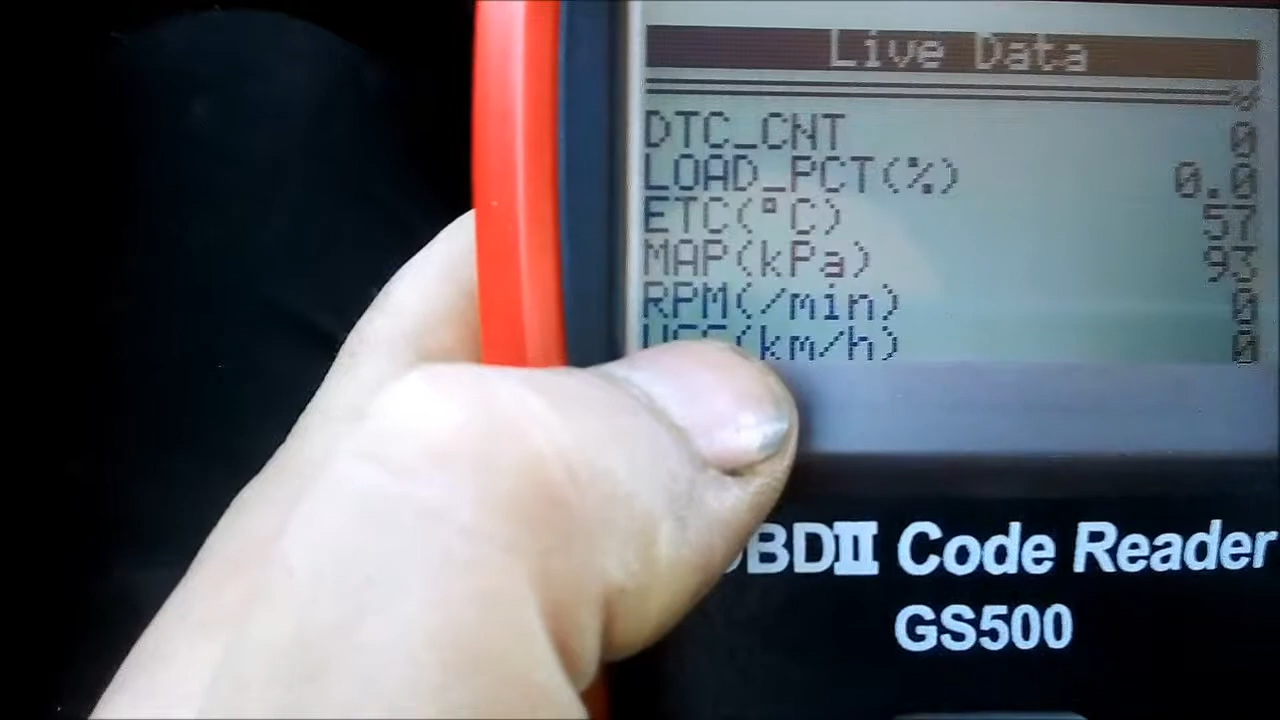 Live Data
DTC_CNT 0
LOAD_PCT(%) 0.0
ETC(°C) 57
MAP(kPa) 93
RPM(/min) 0
(km/h) 0
OBDII Code Reader
GS500